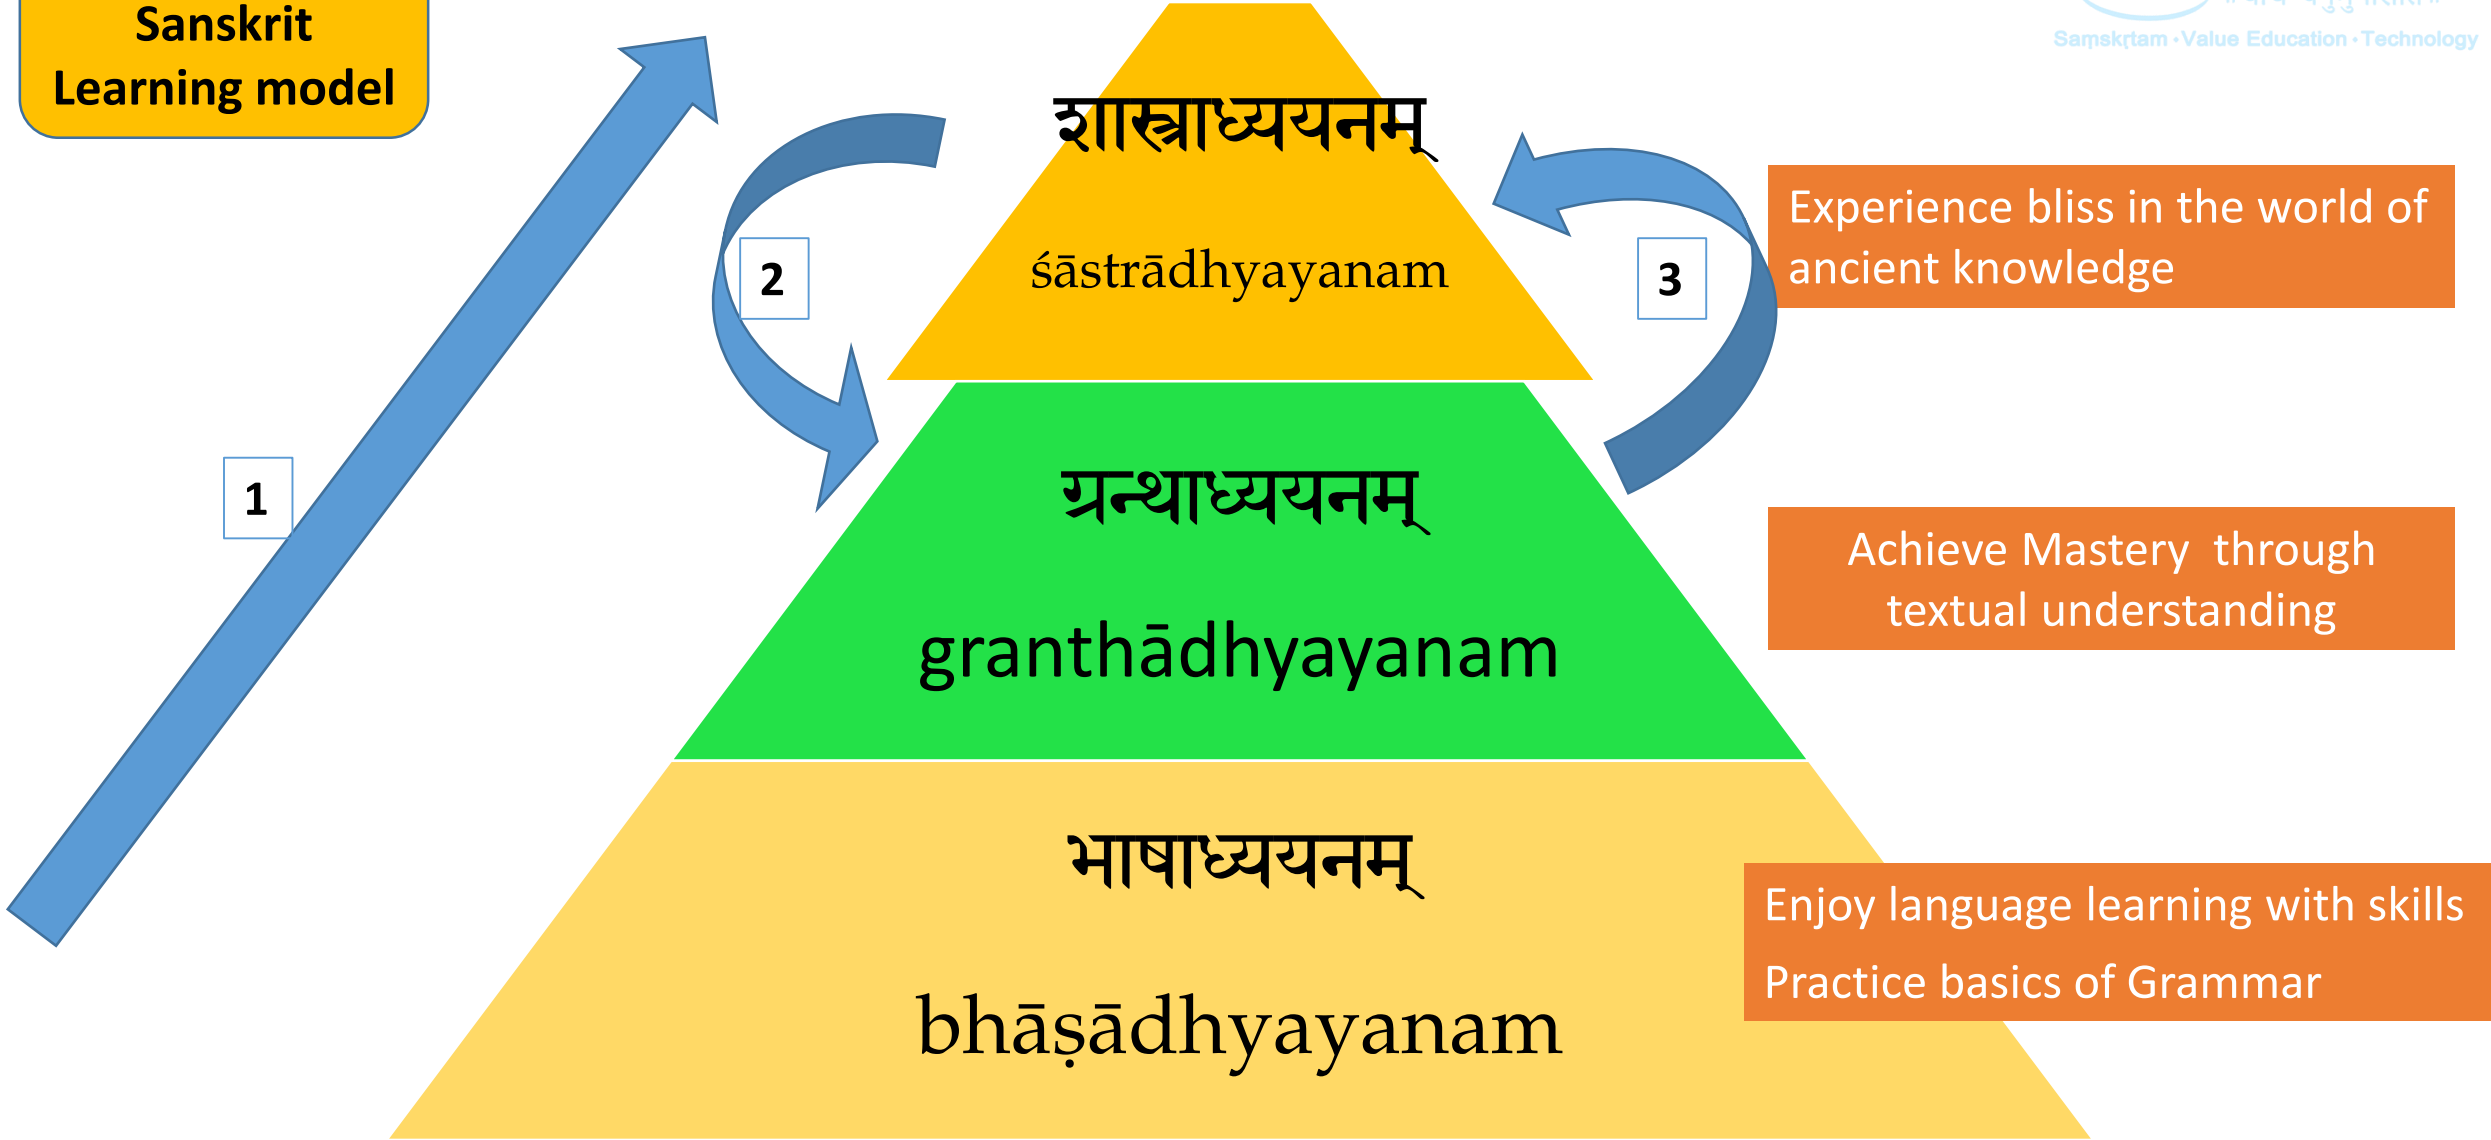 Sanskrit
Learning model
Saṃskṛtam · Value Education · Technology
शास्त्राध्ययनम्
śāstrādhyayanam
Experience bliss in the world of
ancient knowledge
2
3
1
ग्रन्थाध्ययनम्
granthādhyayanam
Achieve Mastery through
textual understanding
भाषाध्ययनम्
bhāṣādhyayanam
Enjoy language learning with skills
Practice basics of Grammar